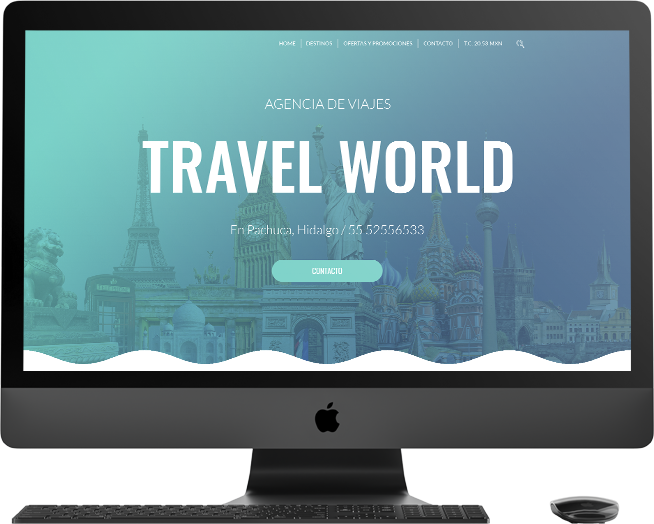 HOME | DESTINOS | OFERTAS Y PROMOCIONES | CONTACTO | T.C. 20.58 MXN
AGENCIA DE VIAJES
TRAVEL WORLD
En Pachuca, Hidalgo / 55 52556533
CONTACTO